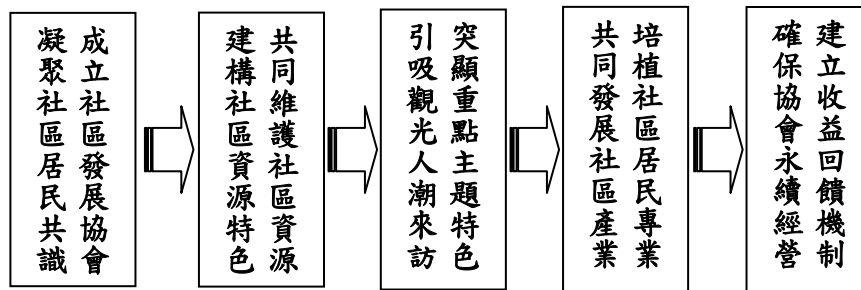 成立社區發展協會
凝聚社區居民共識
共同維護社區資源
建構社區資源特色
突顯重點主題特色
引吸觀光人潮來訪
培植社區居民專業
共同發展社區產業
建立收益回饋機制
確保協會永續經營